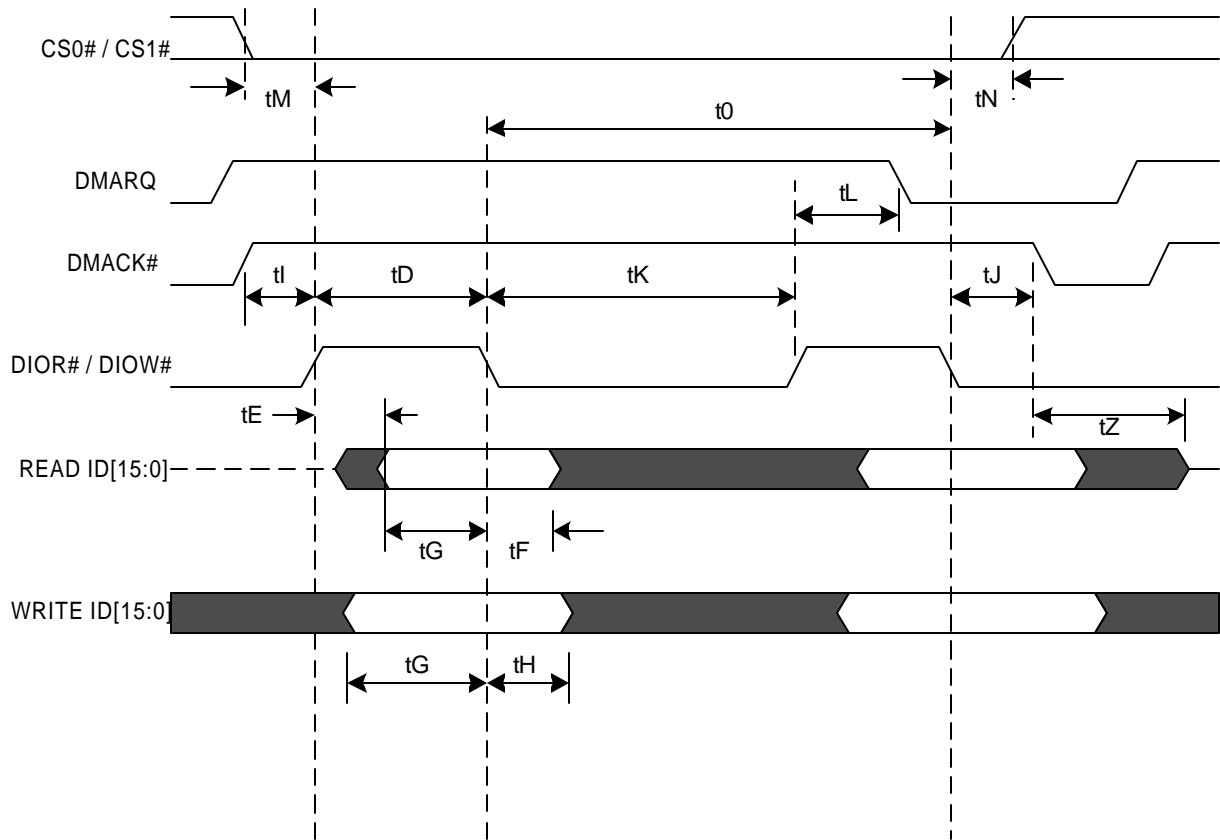 CS0# / CS1#
tM
tN
t0
DMARQ
tL
DMACK#
tI
tD
tK
tJ
DIOR# / DIOW#
tE
tZ
READ ID[15:0]
tG
tF
WRITE ID[15:0]
tG
tH